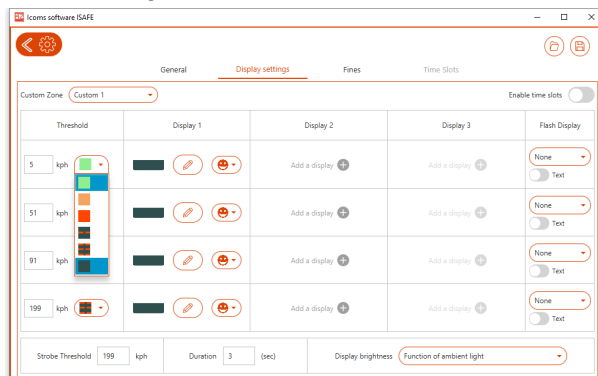 Icoms software ISAFE
General Display settings Fines Time Slots
Custom Zone Custom 1 Enable time slots
Threshold Display 1 Display 2 Display 3 Flash Display
5 kph Add a display Add a display None
Text
51 kph Add a display Add a display None
Text
91 kph Add a display Add a display None
Text
199 kph Add a display Add a display None
Text
Strobe Threshold 199 kph Duration 3 (sec) Display brightness Function of ambient light